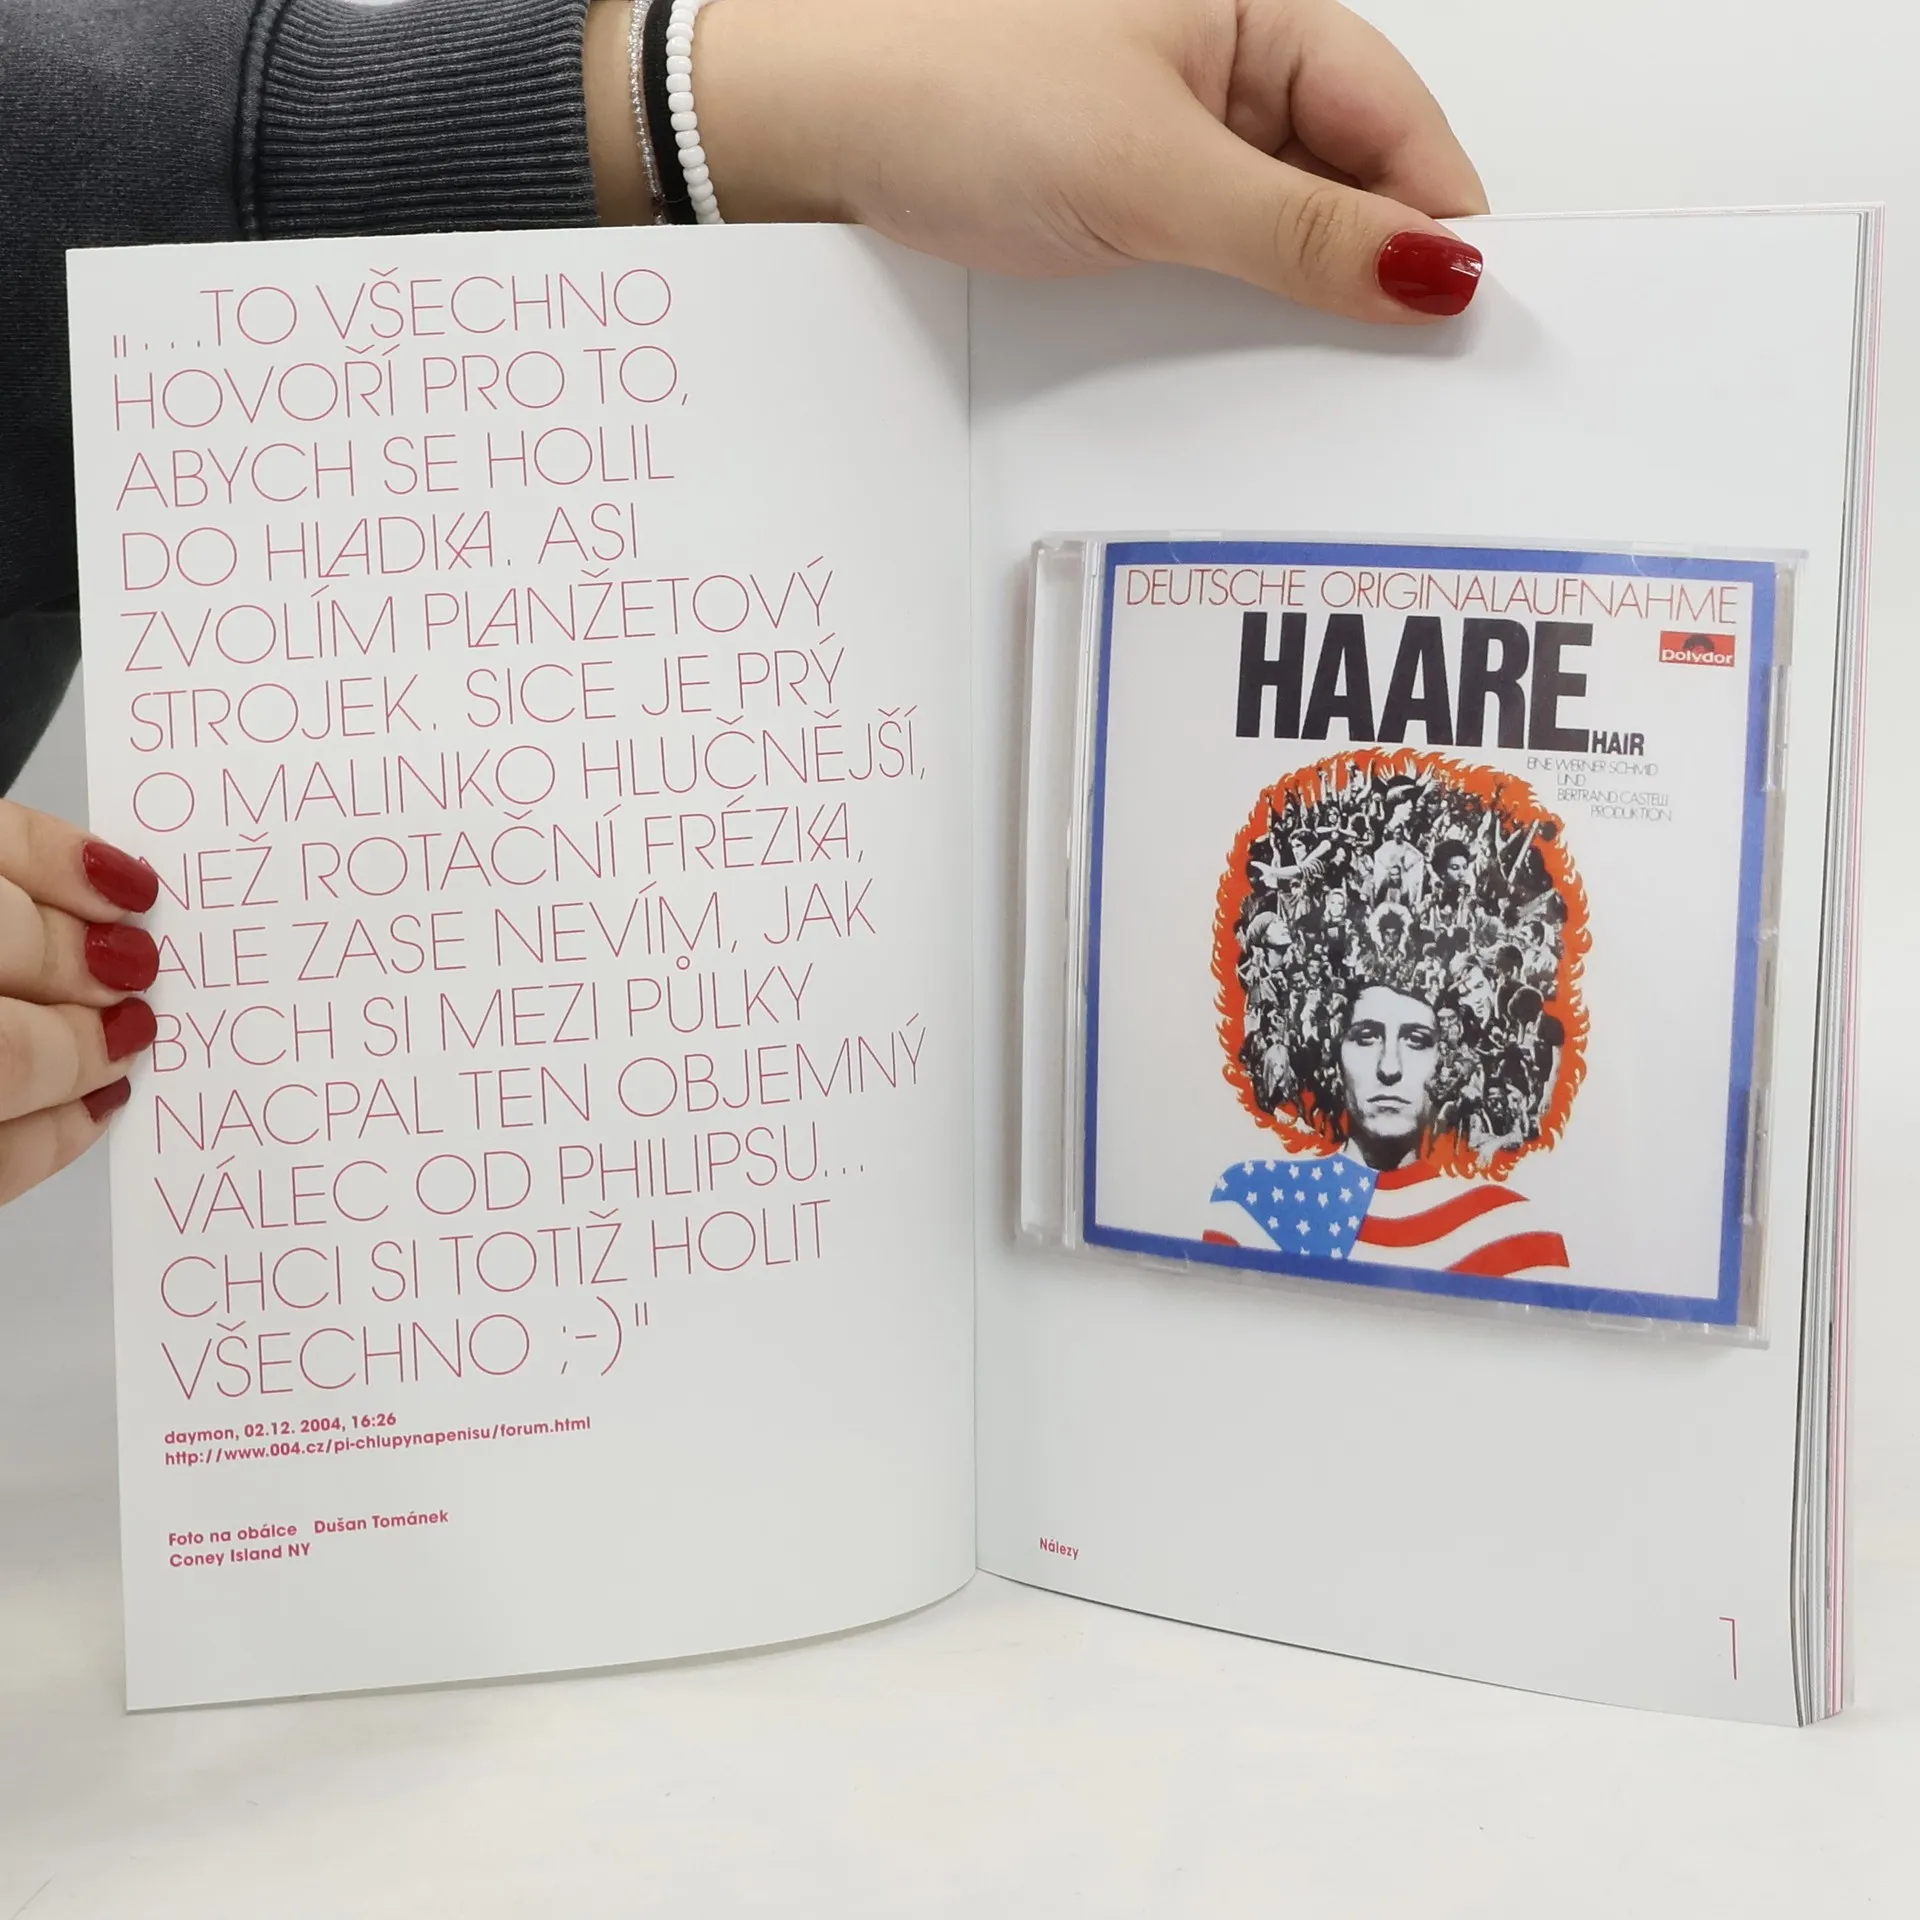 „...TO VŠECHNO
HOVOŘÍ PRO TO,
ABYCH SE HOLIL
DO HLADKA. ASI
ZVOLÍM PLANŽETOVÝ
STROJEK. SICE JE PRÝ
O MALINKO HLUČNĚJŠÍ,
NEŽ ROTAČNÍ FRÉZKA,
ALE ZASE NEVÍM, JAK
BYCH SI MEZI PŮLKY
NACPAL TEN OBJEMNÝ
VÁLEC OD PHILIPSU...
CHCI SI TOTIŽ HOLIT
VŠECHNO ;-)"
daymon, 02.12. 2004, 16:26
http://www.004.cz/pi-chlupynapenisu/forum.html
Foto na obálce Dušan Tománek
Coney Island NY
DEUTSCHE ORIGINALAUFNAHME
HAARE
Polydor
HAIR
EINE WERNER SCHMID
UND
BERTRAND CASTELLI
PRODUKTION
Nálezy
1